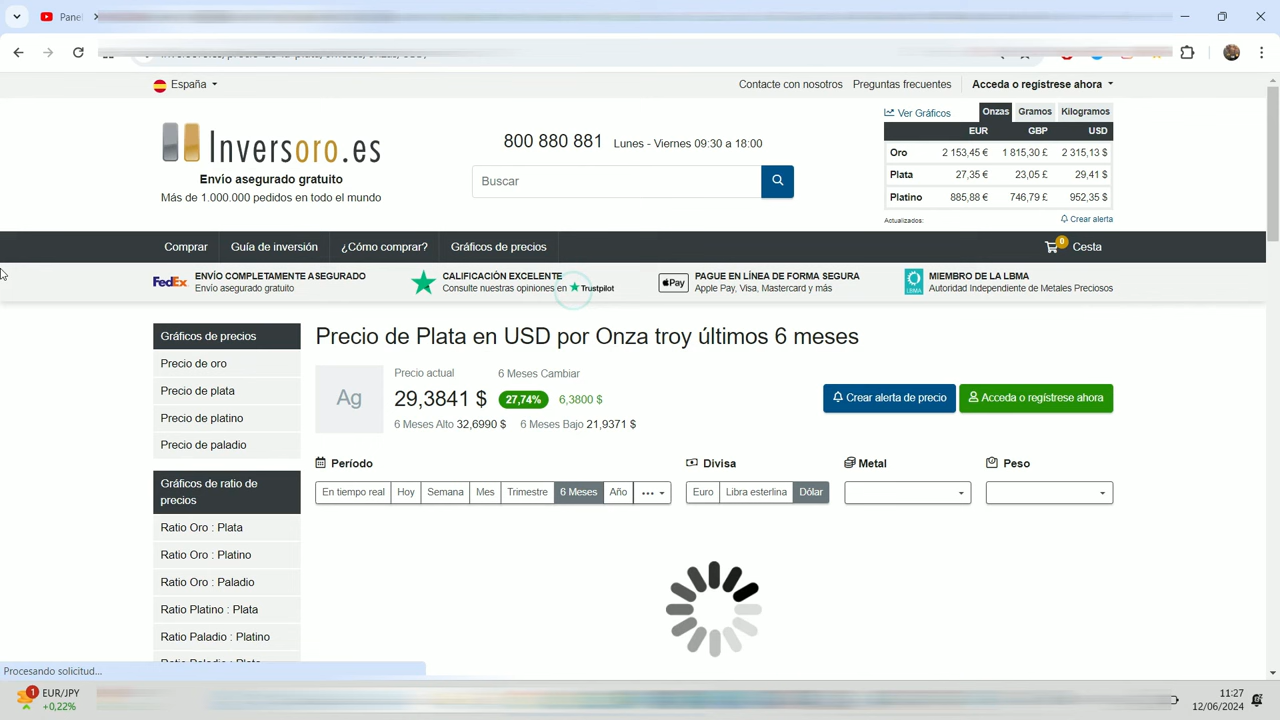 Pane
España
Contacte con nosotros Preguntas frecuentes Acceda o registrese ahora
Inversoro.es
Envío asegurado gratuito
Más de 1.000.000 pedidos en todo el mundo
800 880 881 Lunes - Viernes 09:30 a 18:00
Buscar
Ver Gráficos Onzas Gramos Kilogramos
EUR GBP USD
Oro 2 153,45 € 1 815,30 £ 2 315,13 $
Plata 27,35 € 23,05 £ 29,41 $
Platino 885,88 € 746,79 £ 952,35 $
Actualizados: Crear alerta
Comprar Guía de inversión ¿Cómo comprar? Gráficos de precios 0 Cesta
FedEx ENVÍO COMPLETAMENTE ASEGURADO
Envío asegurado gratuito
CALIFICACIÓN EXCELENTE
Consulte nuestras opiniones en Trustpilot
Pay PAGUE EN LÍNEA DE FORMA SEGURA
Apple Pay, Visa, Mastercard y más
LBMA MIEMBRO DE LA LBMA
Autoridad Independiente de Metales Preciosos
Gráficos de precios
Precio de oro
Precio de plata
Precio de platino
Precio de paladio
Gráficos de ratio de
precios
Ratio Oro : Plata
Ratio Oro : Platino
Ratio Oro : Paladio
Ratio Platino : Plata
Ratio Paladio : Platino
Ratio Paladio : Plata
Precio de Plata en USD por Onza troy últimos 6 meses
Ag
Precio actual 6 Meses Cambiar
29,3841 $ 27,74% 6,3800 $
6 Meses Alto 32,6990 $ 6 Meses Bajo 21,9371 $
Crear alerta de precio Acceda o regístrese ahora
Período Divisa Metal Peso
En tiempo real Hoy Semana Mes Trimestre 6 Meses Año ... Euro Libra esterlina Dólar
Procesando solicitud...
1 EUR/JPY
+0,22%
11:27
12/06/2024